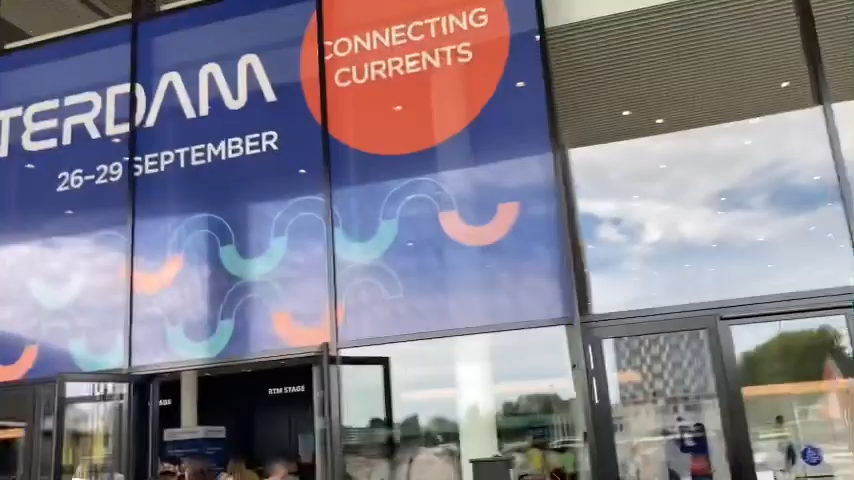 TERDAM
CONNECTING
CURRENTS
26-29 SEPTEMBER
RTM STAGE